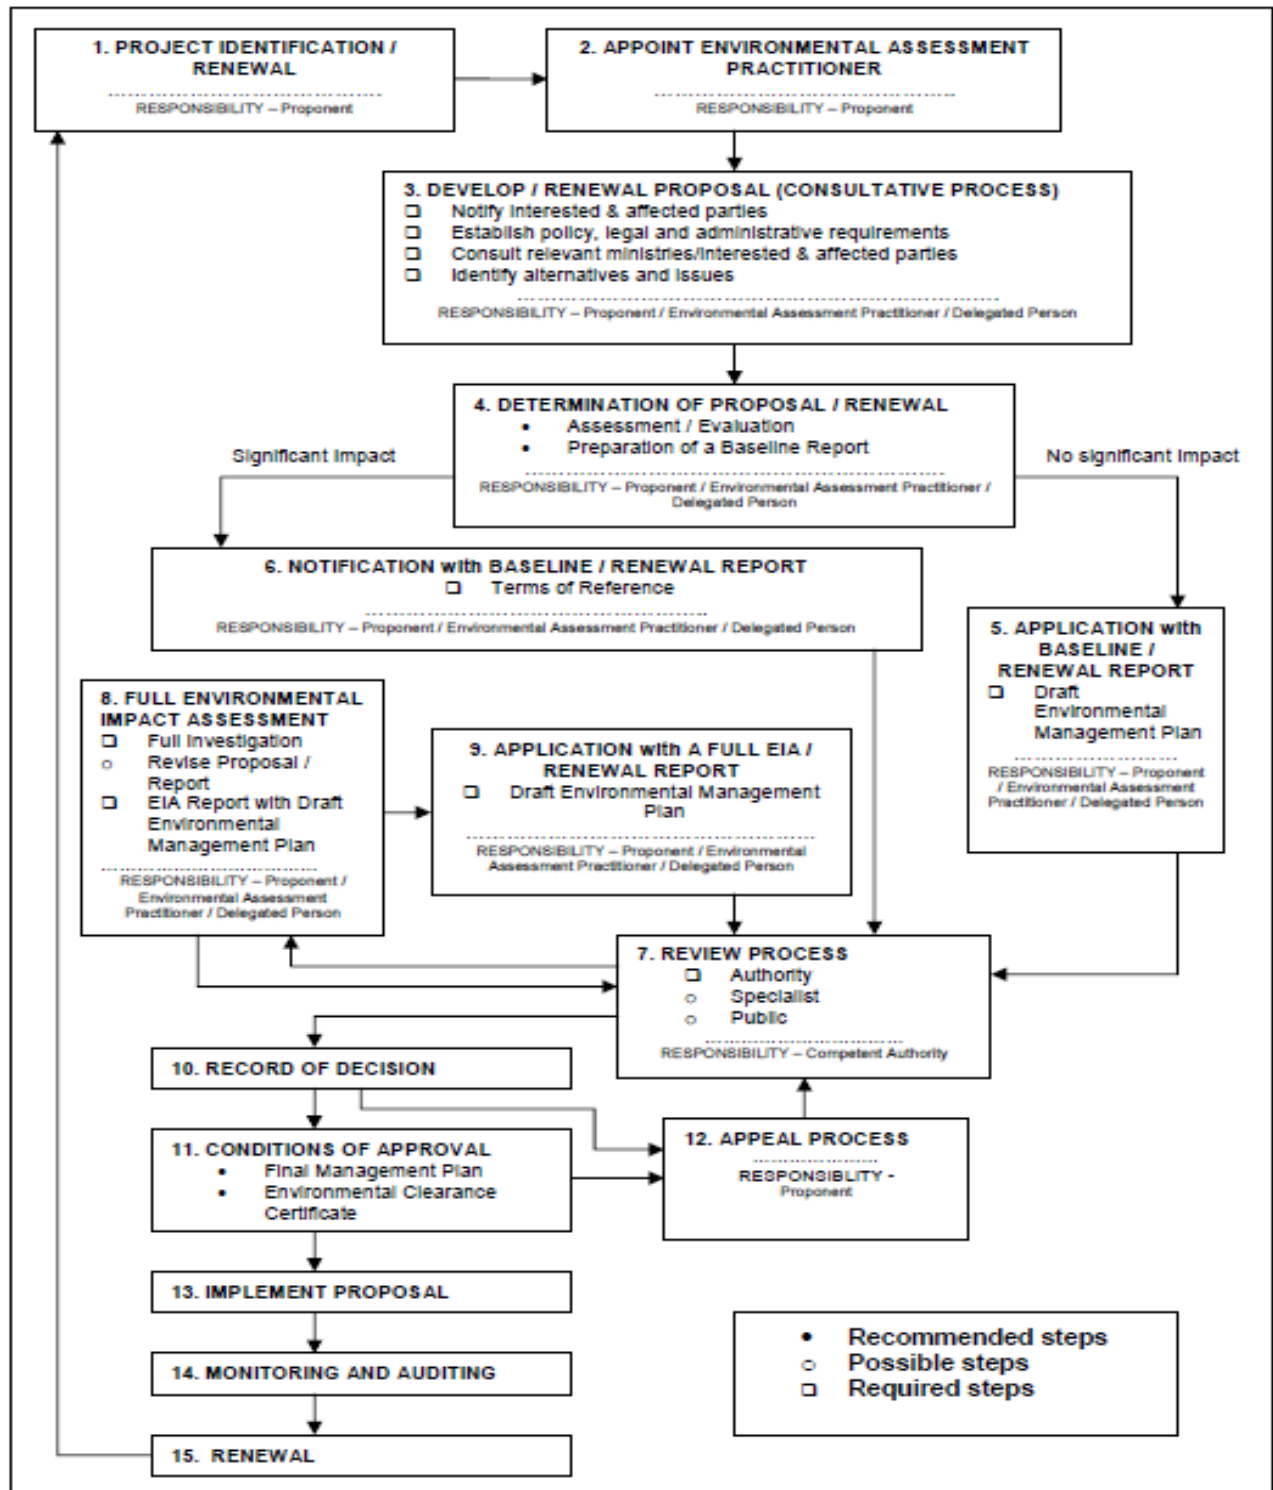 1. PROJECT IDENTIFICATION /
RENEWAL
RESPONSIBILITY – Proponent
2. APPOINT ENVIRONMENTAL ASSESSMENT
PRACTITIONER
RESPONSIBILITY – Proponent
3. DEVELOP / RENEWAL PROPOSAL (CONSULTATIVE PROCESS)
❑ Notify interested & affected parties
❑ Establish policy, legal and administrative requirements
❑ Consult relevant ministries/interested & affected parties
❑ Identify alternatives and issues
RESPONSIBILITY – Proponent / Environmental Assessment Practitioner / Delegated Person
4. DETERMINATION OF PROPOSAL / RENEWAL
• Assessment / Evaluation
• Preparation of a Baseline Report
RESPONSIBILITY – Proponent / Environmental Assessment Practitioner /
Delegated Person
Significant Impact
No significant Impact
6. NOTIFICATION with BASELINE / RENEWAL REPORT
❑ Terms of Reference
RESPONSIBILITY – Proponent / Environmental Assessment Practitioner / Delegated Person
5. APPLICATION with
BASELINE /
RENEWAL REPORT
❑ Draft
Environmental
Management Plan
RESPONSIBILITY – Proponent
/ Environmental Assessment
Practitioner / Delegated Person
8. FULL ENVIRONMENTAL
IMPACT ASSESSMENT
❑ Full Investigation
○ Revise Proposal /
Report
❑ EIA Report with Draft
Environmental
Management Plan
RESPONSIBILITY – Proponent /
Environmental Assessment
Practitioner / Delegated Person
9. APPLICATION with A FULL EIA /
RENEWAL REPORT
❑ Draft Environmental Management
Plan
RESPONSIBILITY – Proponent / Environmental
Assessment Practitioner / Delegated Person
7. REVIEW PROCESS
❑ Authority
○ Specialist
○ Public
RESPONSIBILITY – Competent Authority
10. RECORD OF DECISION
11. CONDITIONS OF APPROVAL
• Final Management Plan
• Environmental Clearance
Certificate
12. APPEAL PROCESS
RESPONSIBLITY -
Proponent
13. IMPLEMENT PROPOSAL
14. MONITORING AND AUDITING
15. RENEWAL
• Recommended steps
○ Possible steps
❑ Required steps